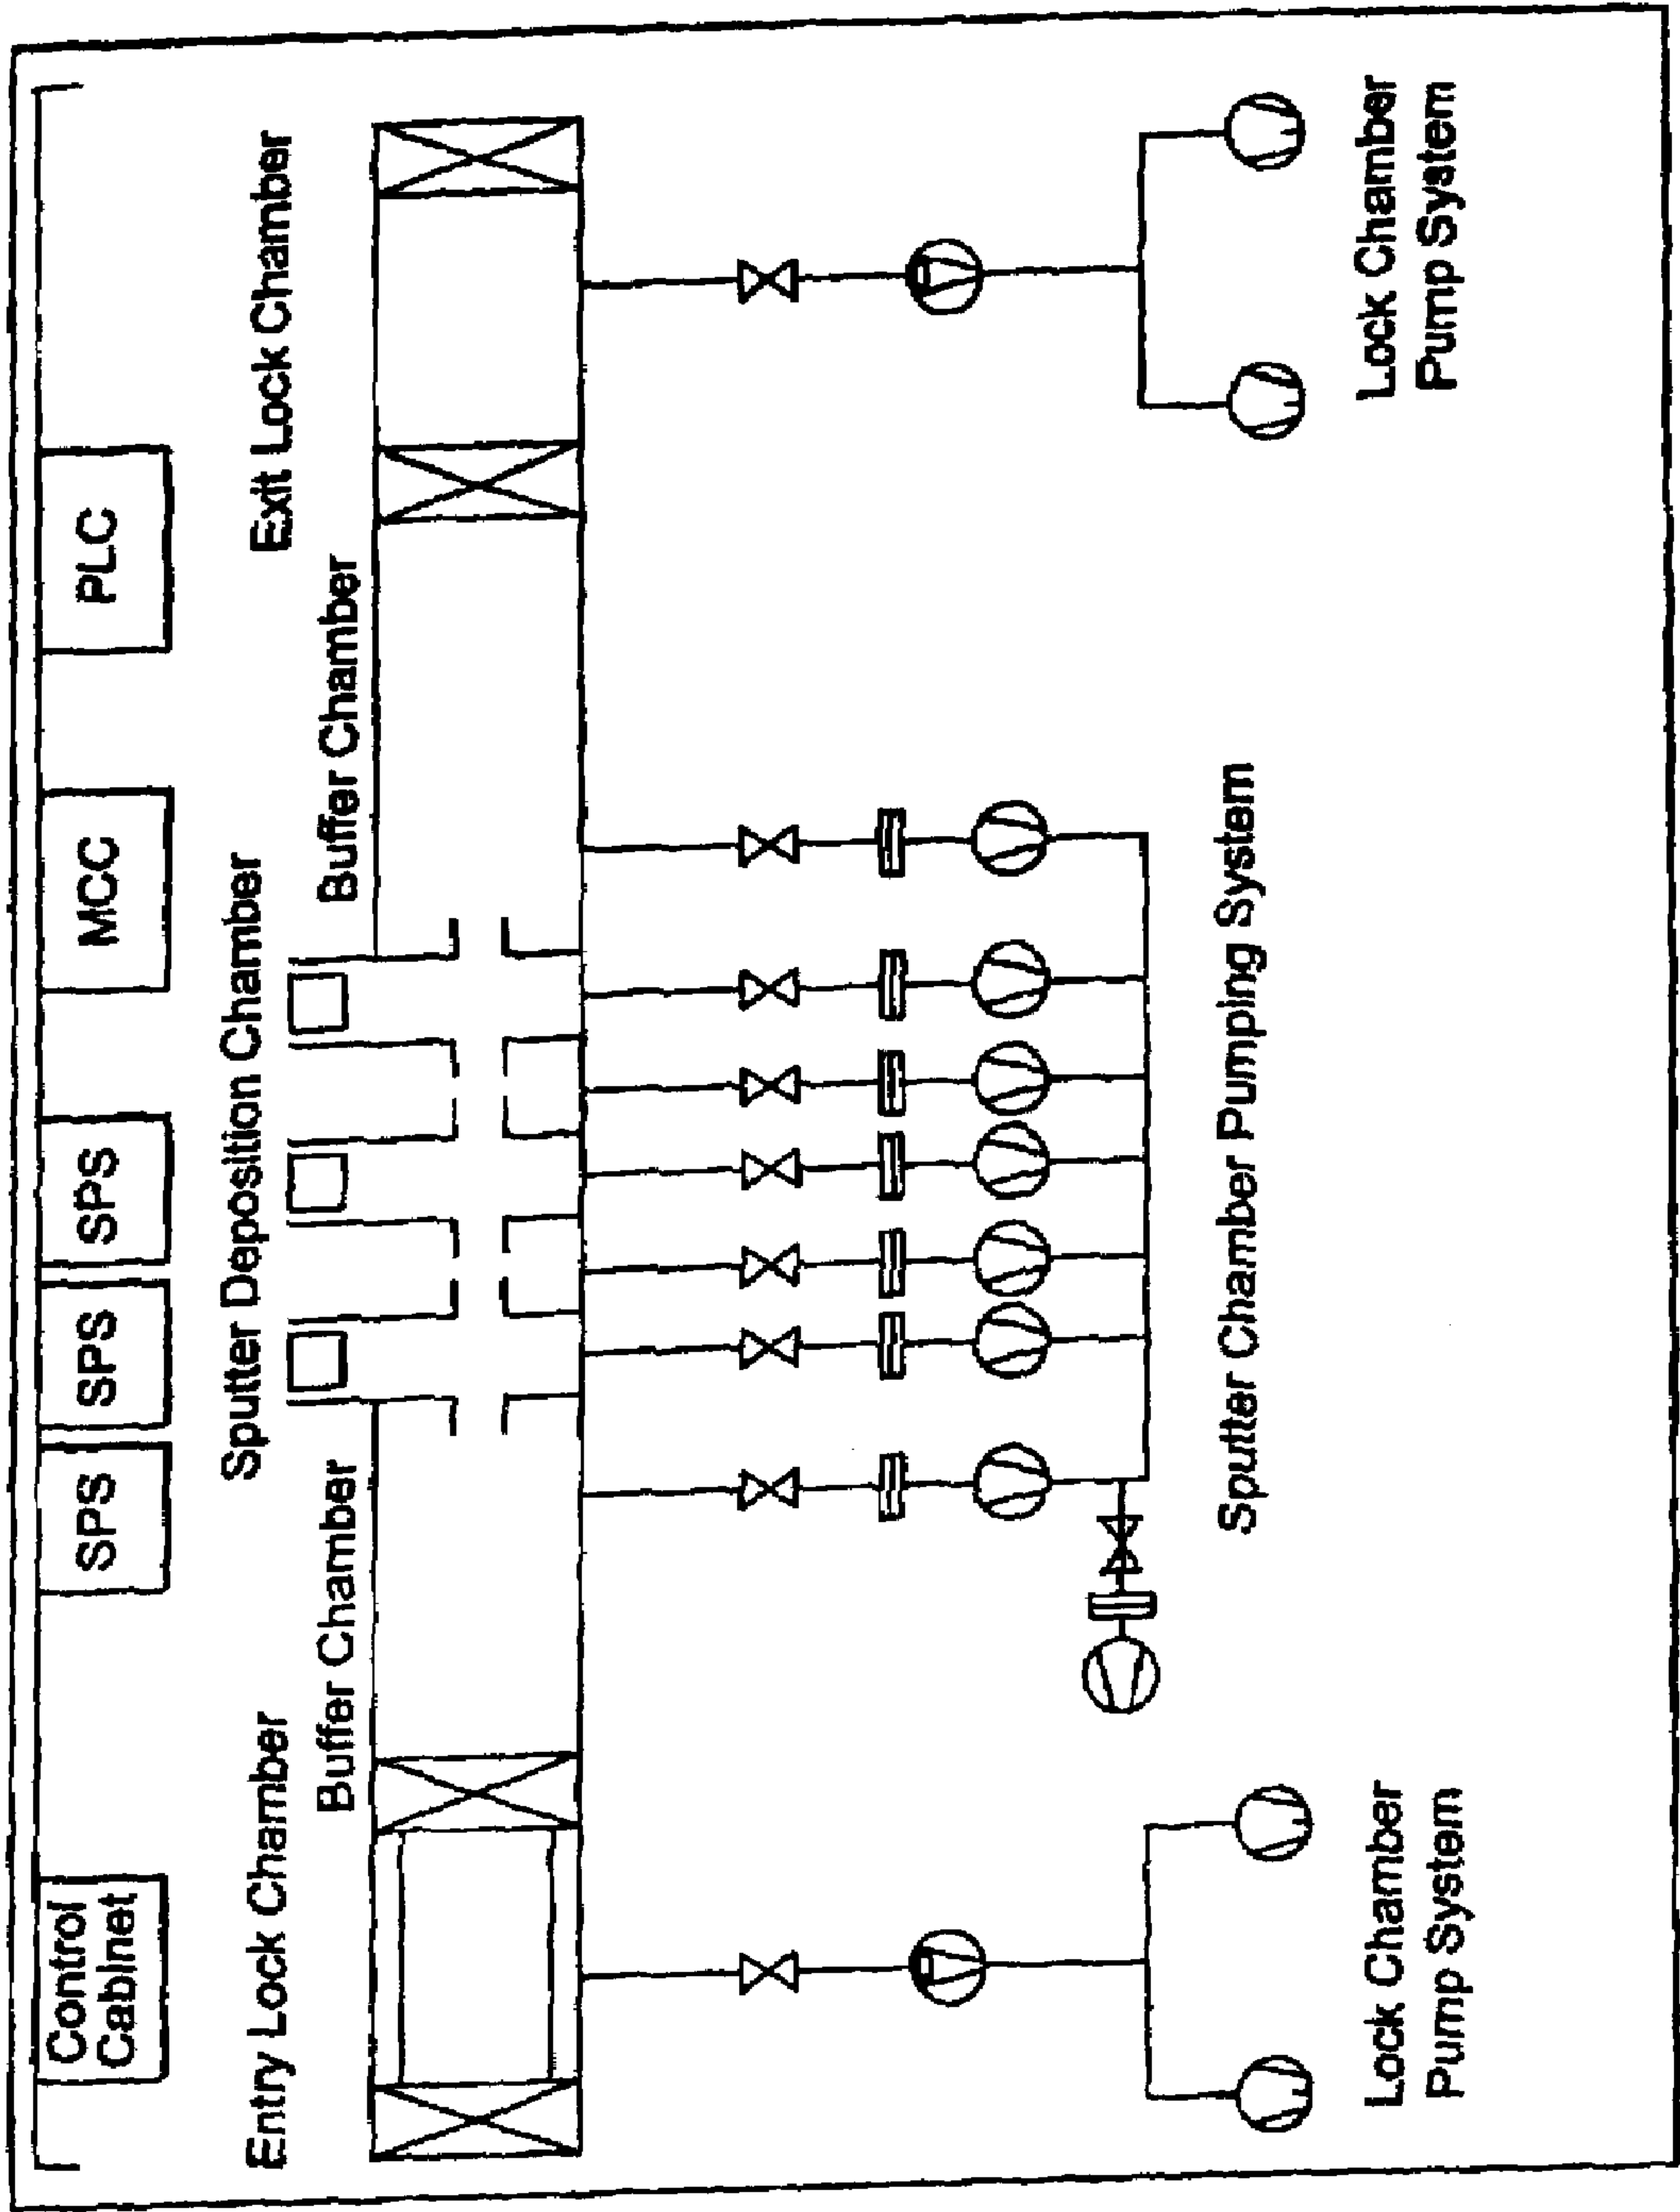 Control
Cabinet
SPS
SPS
SPS
MCC
PLC
Sputter Deposition Chamber
Entry Lock Chamber
Exit Lock Chamber
Buffer Chamber
Buffer Chamber
Sputter Chamber Pumping System
Lock Chamber
Pump System
Lock Chamber
Pump System